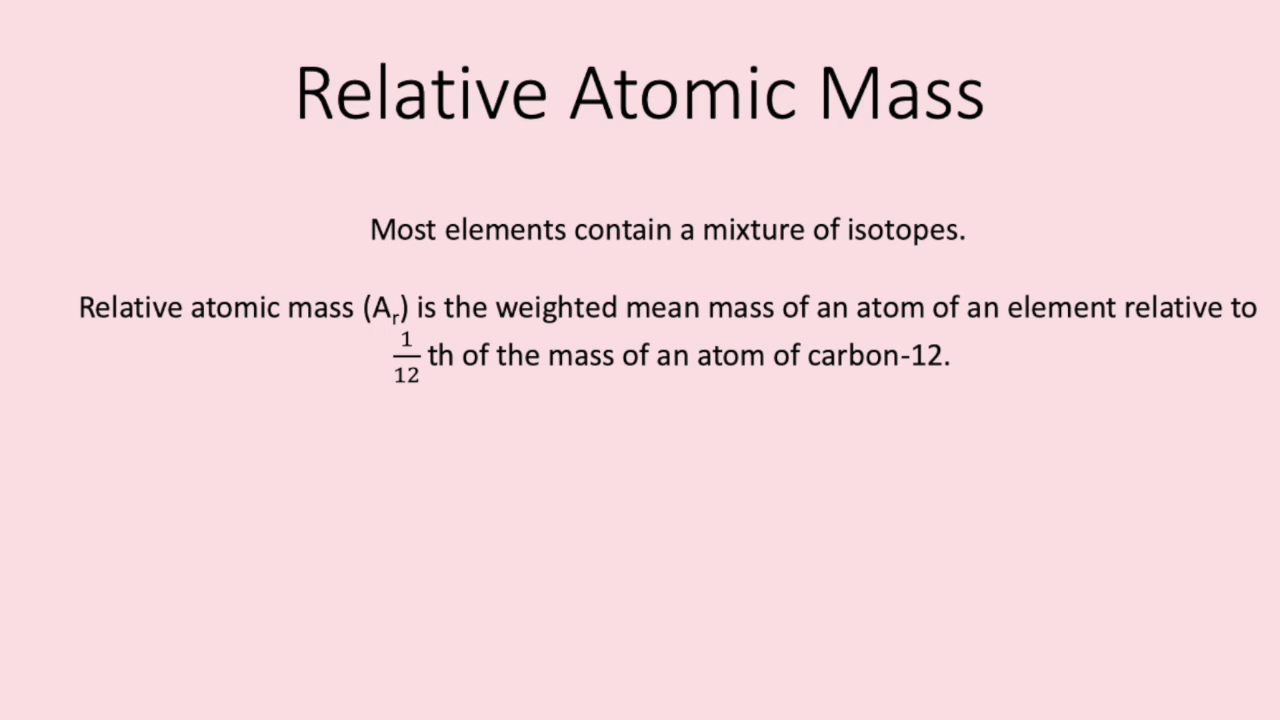 Relative Atomic Mass
Most elements contain a mixture of isotopes.
Relative atomic mass (Aᵣ) is the weighted mean mass of an atom of an element relative to
1/12 th of the mass of an atom of carbon-12.